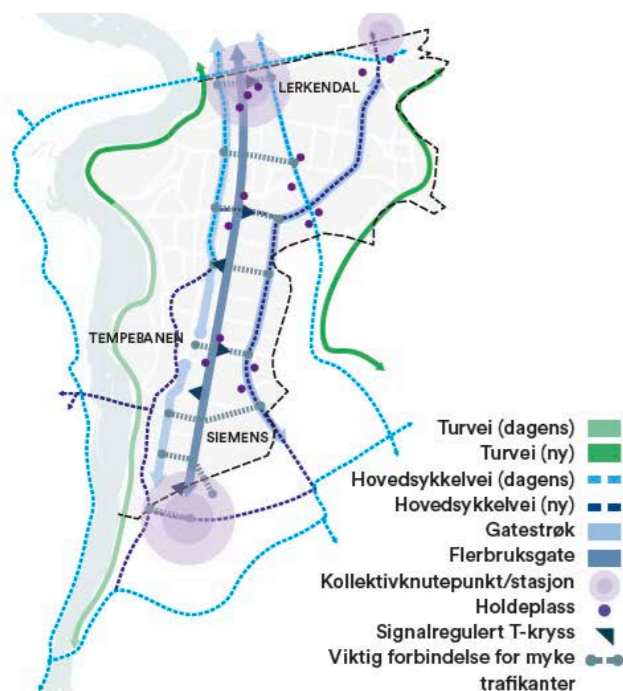 LERKENDAL
TEMPEBANEN
SIEMENS
Turvei (dagens)
Turvei (ny)
Hovedsykkelvei (dagens)
Hovedsykkelvei (ny)
Gatestrøk
Flerbruksgate
Kollektivknutepunkt/stasjon
Holdeplass
Signalregulert T-kryss
Viktig forbindelse for myke
trafikanter